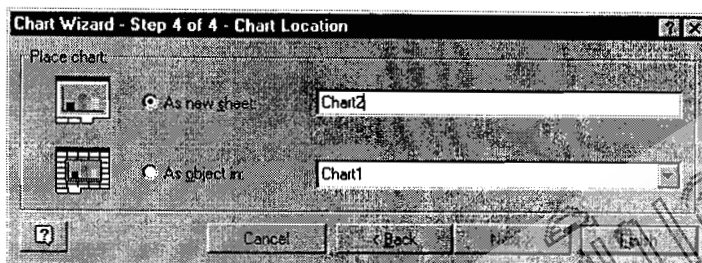 Chart Wizard - Step 4 of 4 - Chart Location
Place chart:
As new sheet: Chart2
As object in: Chart1
Cancel < Back Finish